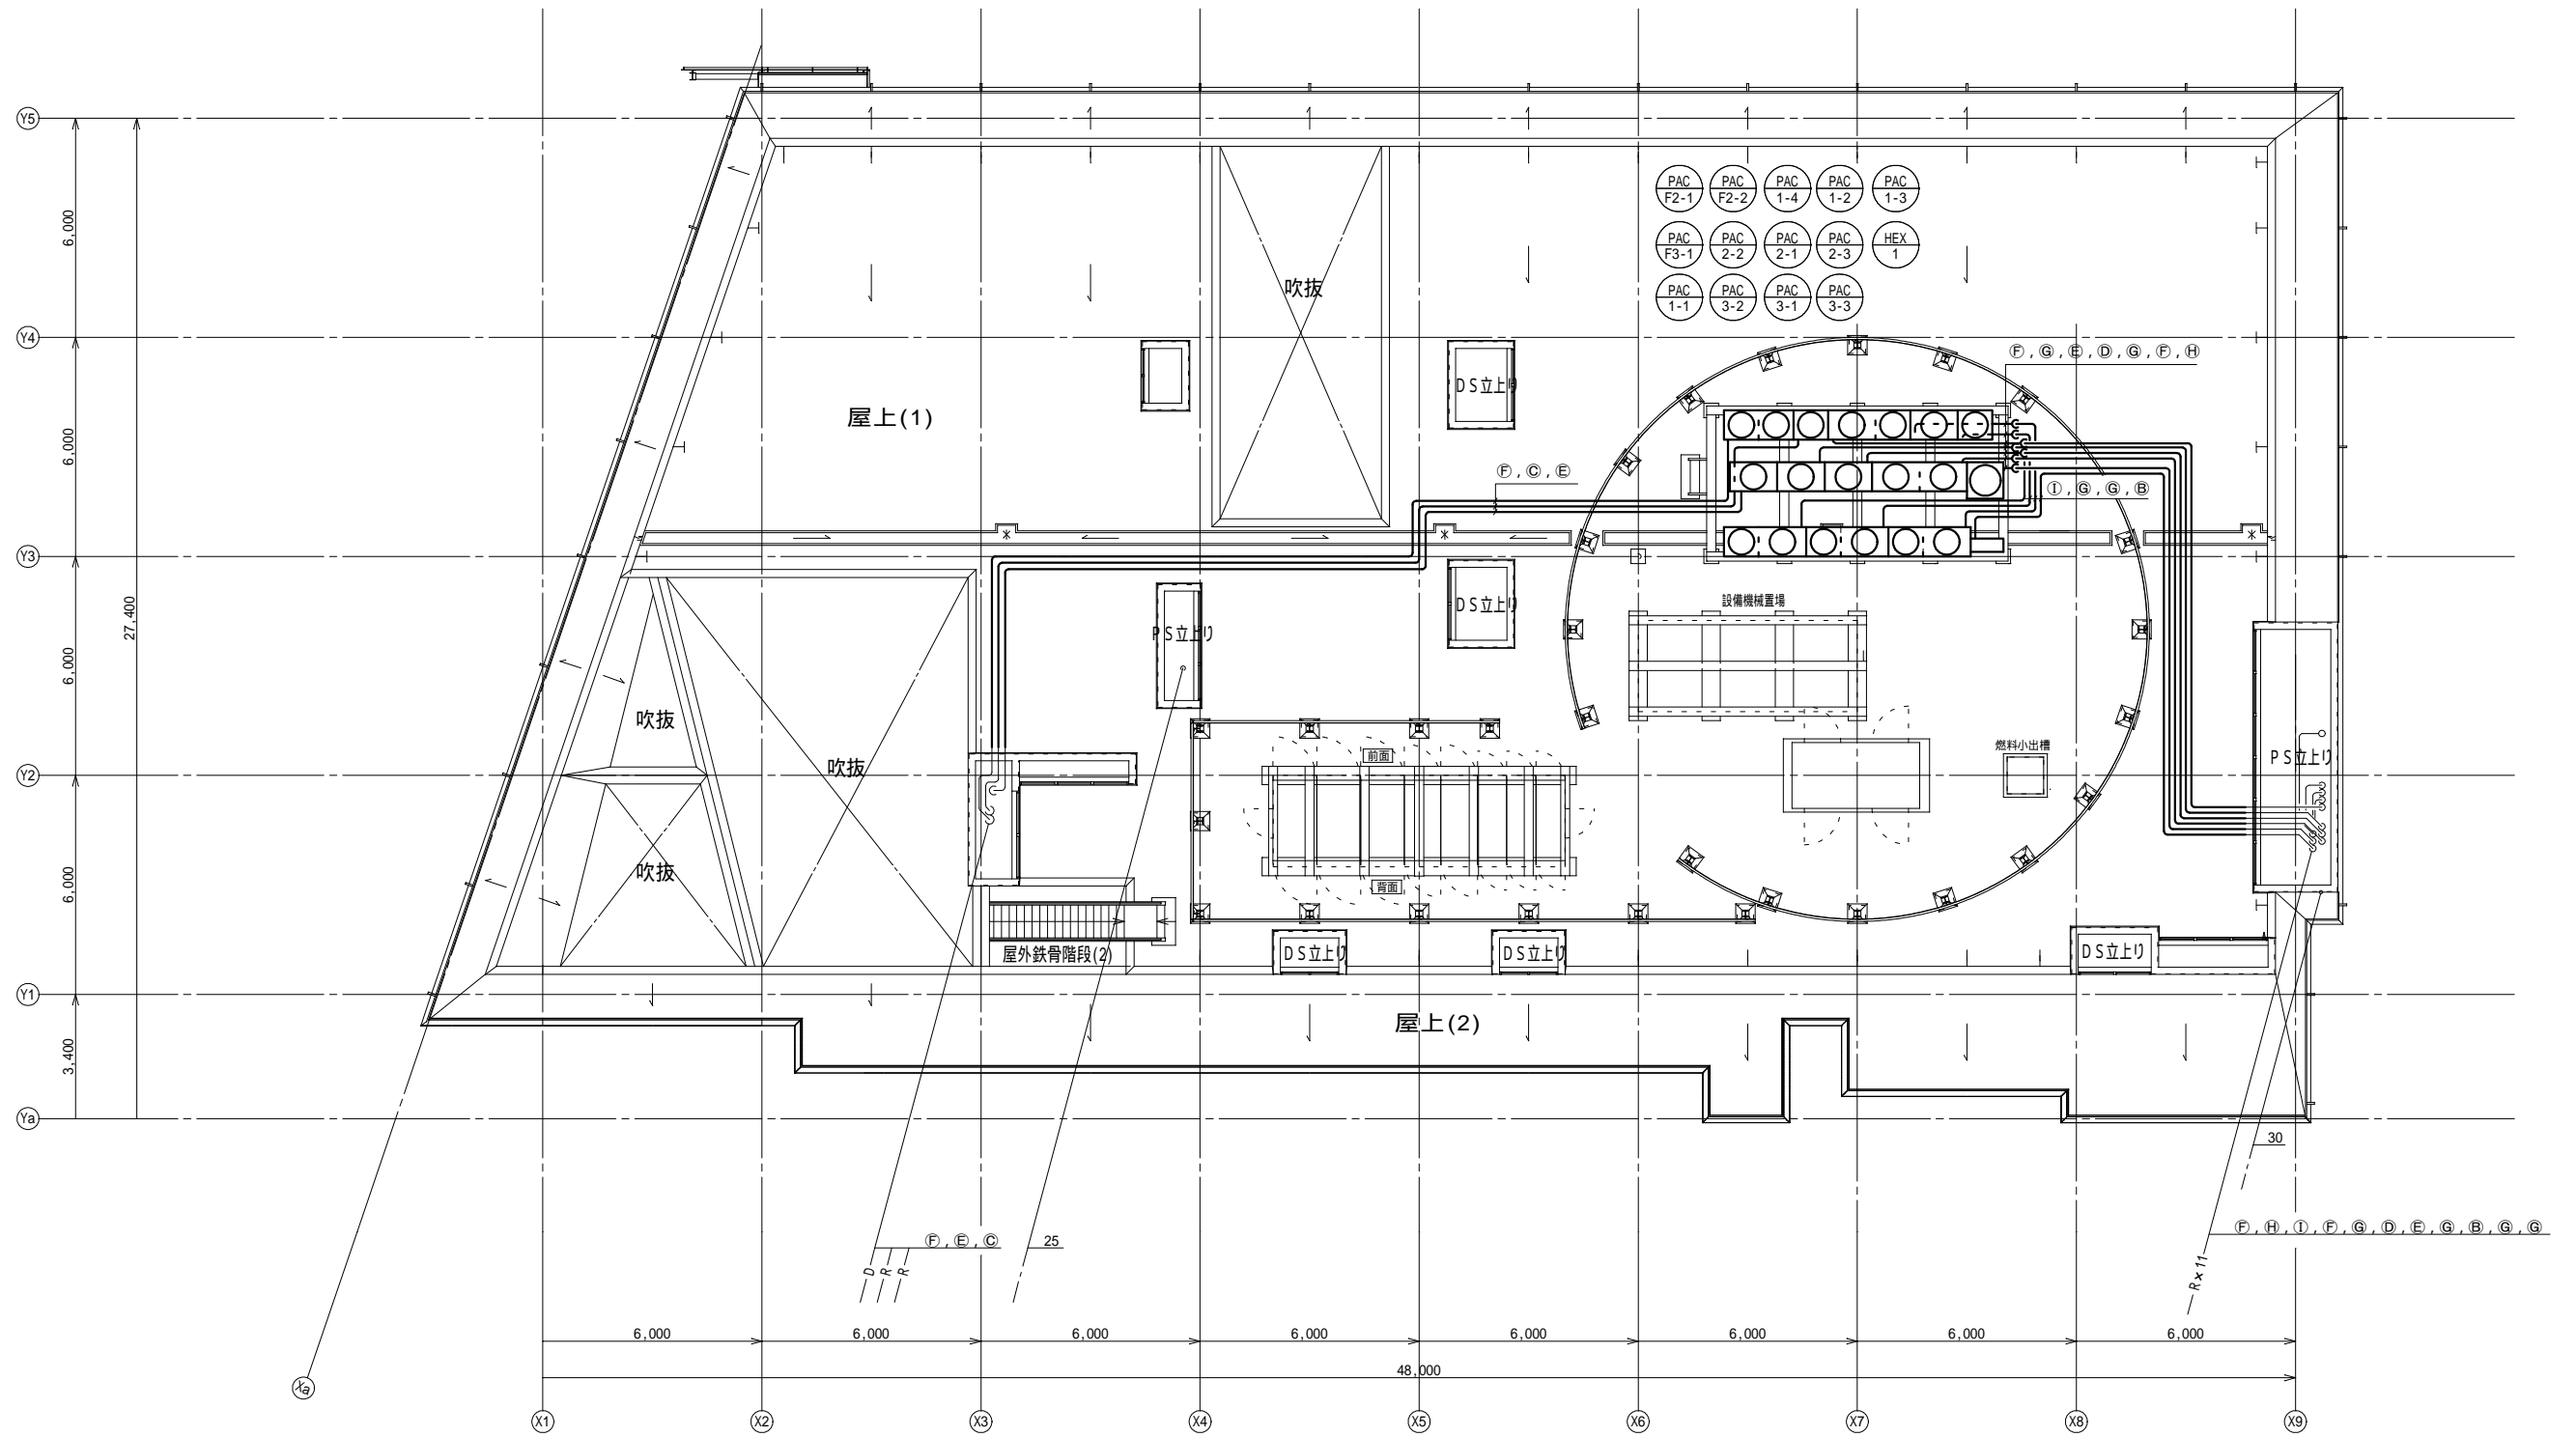 Y5
PAC PAC PAC PAC PAC
F2-1 F2-2 1-4 1-2 1-3
6,000
PAC PAC PAC PAC HEX
F3-1 2-2 2-1 2-3 1
吹抜
PAC PAC PAC PAC
1-1 3-2 3-1 3-3
Y4
Ⓕ,Ⓖ,Ⓔ,Ⓓ,Ⓖ,Ⓕ,Ⓗ
DS立上り
屋上(1)
6,000
Ⓕ,Ⓒ,Ⓔ
Ⓘ,Ⓖ,Ⓖ,Ⓑ
Y3
設備機械置場
DS立上り
27,400
PS立上り
6,000
吹抜
燃料小出槽
前面
PS立上り
吹抜
Y2
吹抜
6,000
背面
屋外鉄骨階段(2)
DS立上り
DS立上り
DS立上り
Y1
屋上(2)
3,400
Ya
30
Ⓕ,Ⓗ,Ⓘ,Ⓕ,Ⓖ,Ⓓ,Ⓔ,Ⓖ,Ⓑ,Ⓖ,Ⓖ
Ⓕ,Ⓔ,Ⓒ
25
D
R
R
R×11
6,000 6,000 6,000 6,000 6,000 6,000 6,000 6,000
48,000
Xa
X1 X2 X3 X4 X5 X6 X7 X8 X9